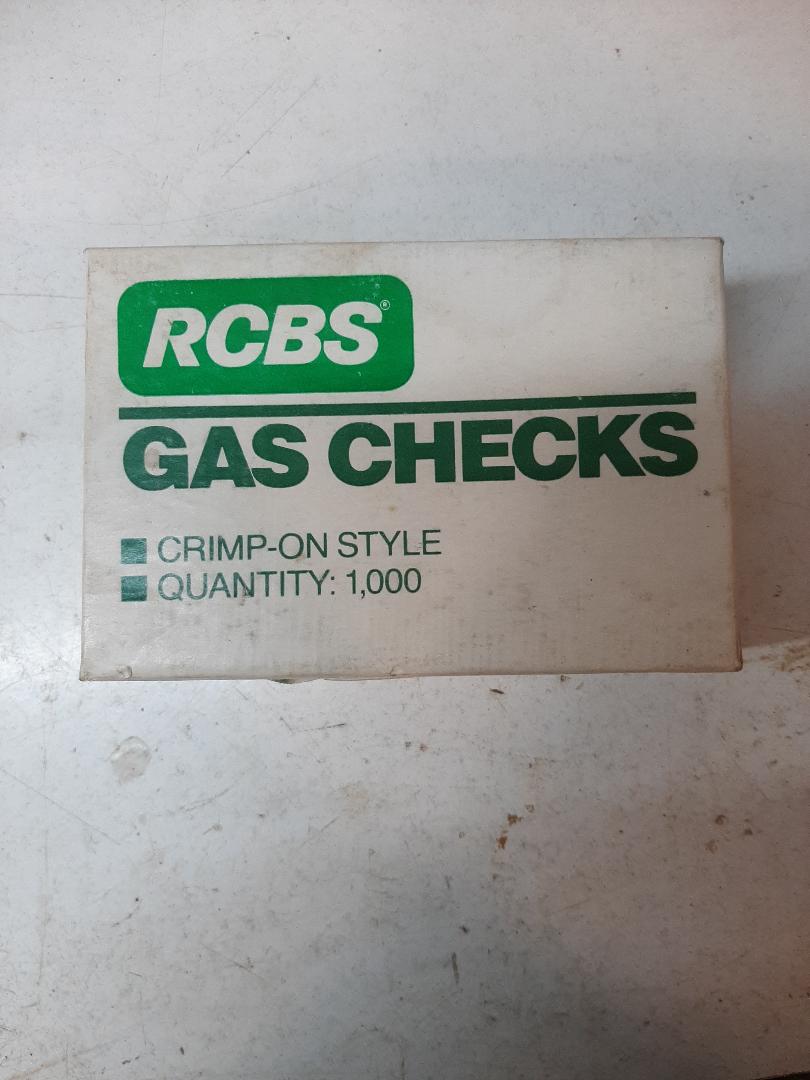 RCBS®
GAS CHECKS
■ CRIMP-ON STYLE
■ QUANTITY: 1,000